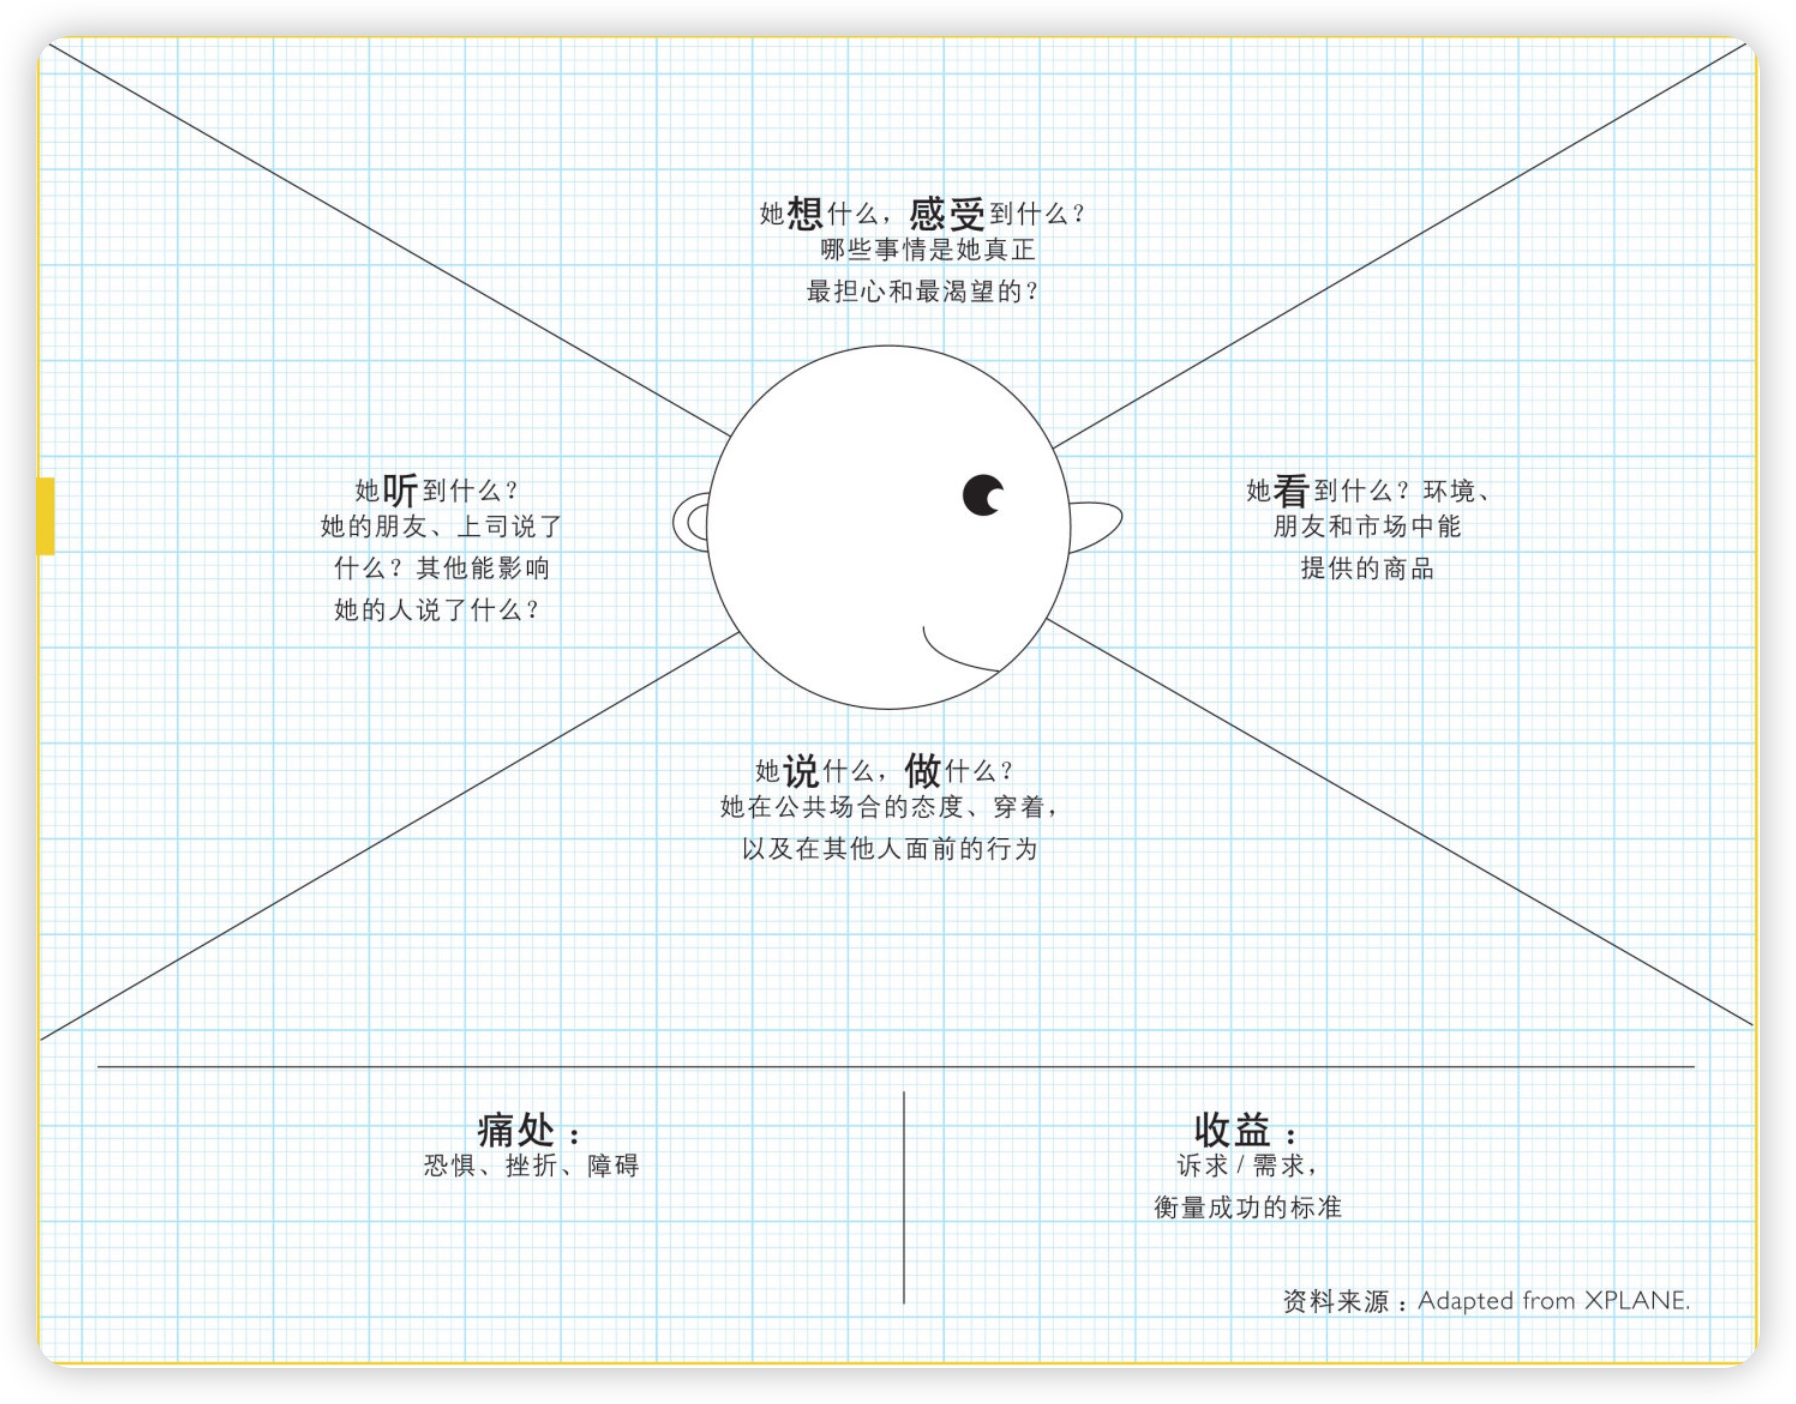 她想什么，感受到什么？
哪些事情是她真正
最担心和最渴望的？
她听到什么？
她的朋友、上司说了
什么？其他能影响
她的人说了什么？
她看到什么？环境、
朋友和市场中能
提供的商品
她说什么，做什么？
她在公共场合的态度、穿着，
以及在其他人面前的行为
痛处：
恐惧、挫折、障碍
收益：
诉求 / 需求，
衡量成功的标准
资料来源：Adapted from XPLANE.